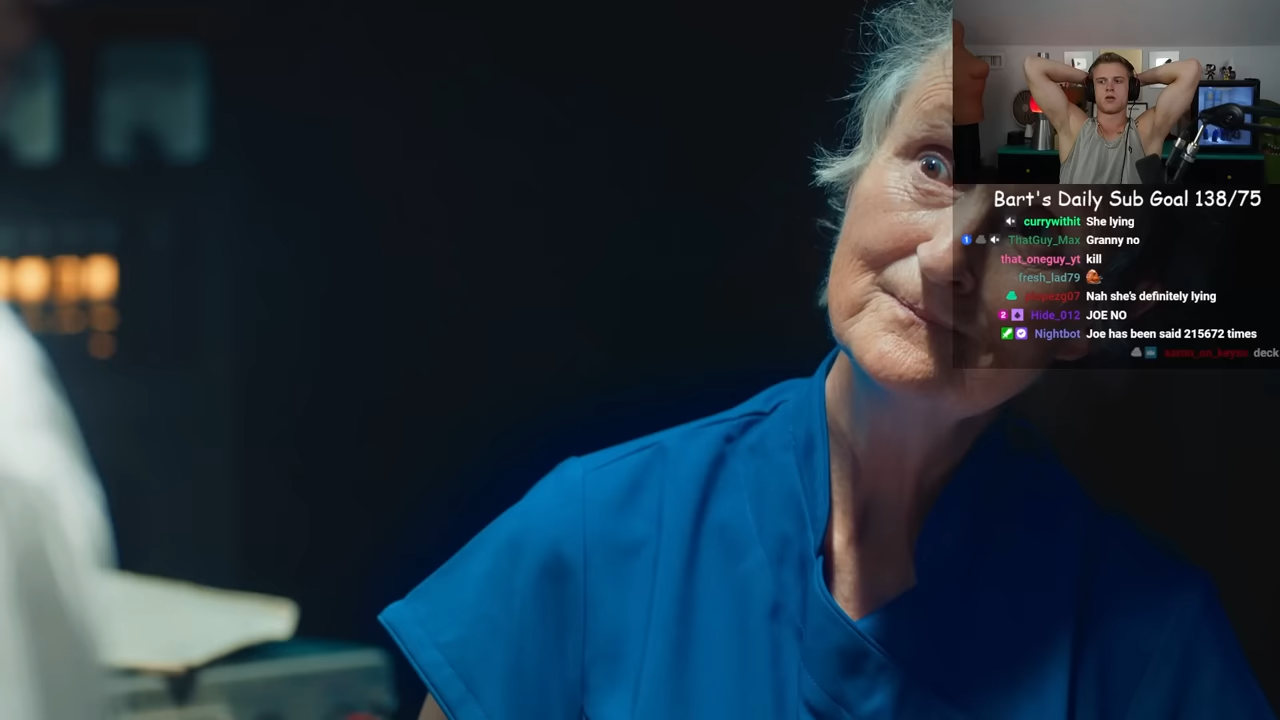 Bart's Daily Sub Goal 138/75
currywithit She lying
ThatGuy_Max Granny no
that_oneguy_yt kill
fresh_lad79
Nah she's definitely lying
2 Hide_012 JOE NO
Nightbot Joe has been said 215672 times
deck